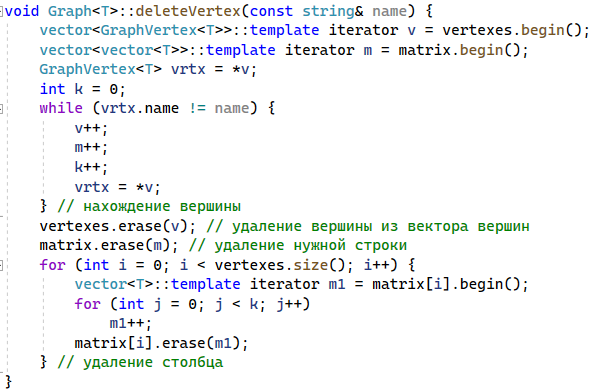 void Graph<T>::deleteVertex(const string& name) {
    vector<GraphVertex<T>>::template iterator v = vertexes.begin();
    vector<vector<T>>::template iterator m = matrix.begin();
    GraphVertex<T> vrtx = *v;
    int k = 0;
    while (vrtx.name != name) {
        v++;
        m++;
        k++;
        vrtx = *v;
    } // нахождение вершины
    vertexes.erase(v); // удаление вершины из вектора вершин
    matrix.erase(m); // удаление нужной строки
    for (int i = 0; i < vertexes.size(); i++) {
        vector<T>::template iterator m1 = matrix[i].begin();
        for (int j = 0; j < k; j++)
            m1++;
        matrix[i].erase(m1);
    } // удаление столбца
}